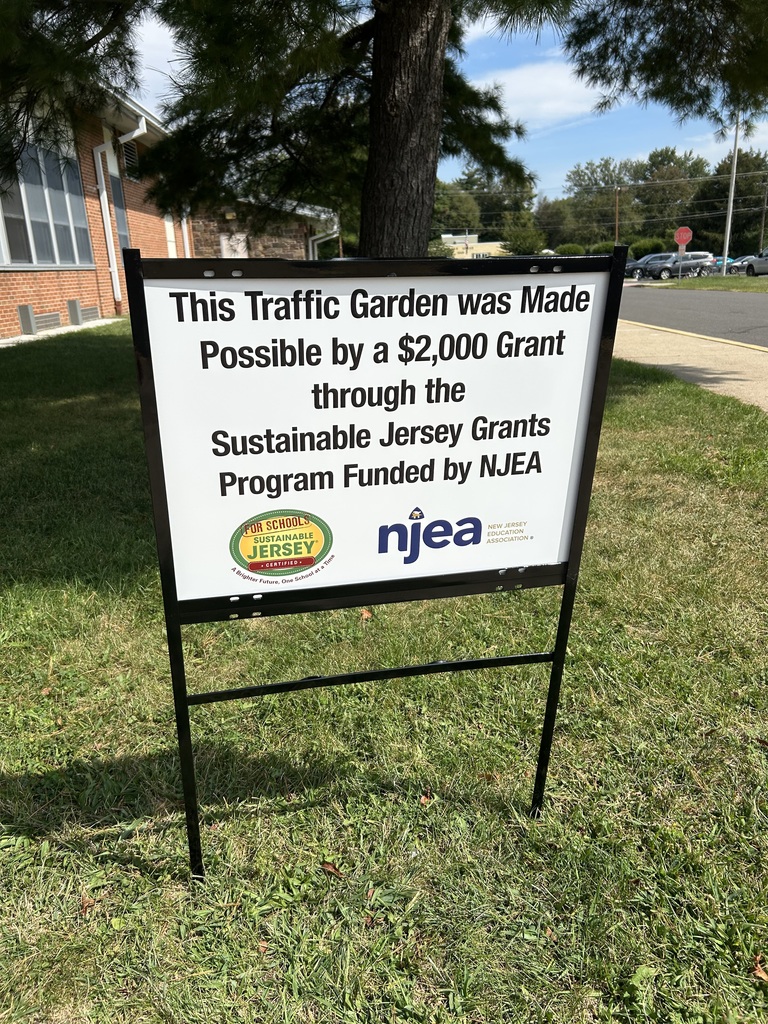 This Traffic Garden was Made
Possible by a $2,000 Grant
through the
Sustainable Jersey Grants
Program Funded by NJEA
FOR SCHOOLS
SUSTAINABLE
JERSEY
• CERTIFIED •
A Brighter Future, One School at a Time
njea
NEW JERSEY
EDUCATION
ASSOCIATION
STOP